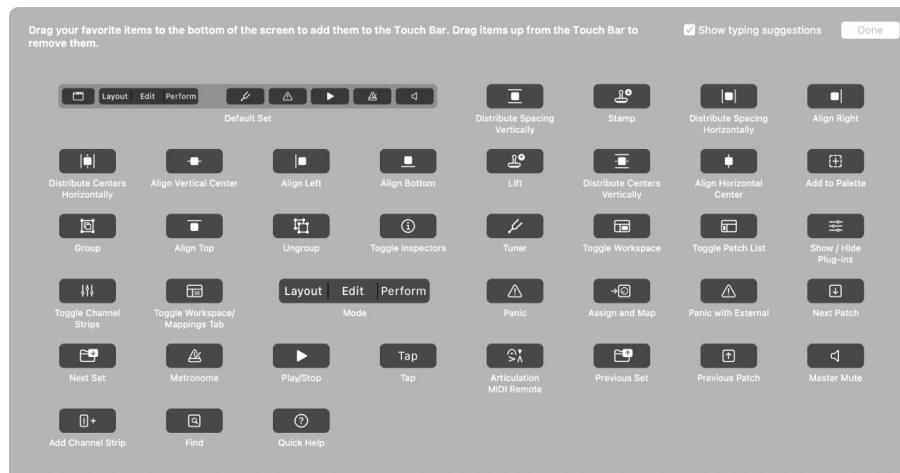 Drag your favorite items to the bottom of the screen to add them to the Touch Bar. Drag items up from the Touch Bar to
remove them.
Show typing suggestions
Done
Layout Edit Perform
Default Set
Distribute Spacing
Vertically
Stamp
Distribute Spacing
Horizontally
Align Right
Distribute Centers
Horizontally
Align Vertical Center
Align Left
Align Bottom
Lift
Distribute Centers
Vertically
Align Horizontal
Center
Add to Palette
Group
Align Top
Ungroup
Toggle Inspectors
Tuner
Toggle Workspace
Toggle Patch List
Show / Hide
Plug-ins
Toggle Channel
Strips
Toggle Workspace/
Mappings Tab
Layout Edit Perform
Mode
Panic
Assign and Map
Panic with External
Next Patch
Next Set
Metronome
Play/Stop
Tap
Tap
Articulation
MIDI Remote
Previous Set
Previous Patch
Master Mute
Add Channel Strip
Find
Quick Help